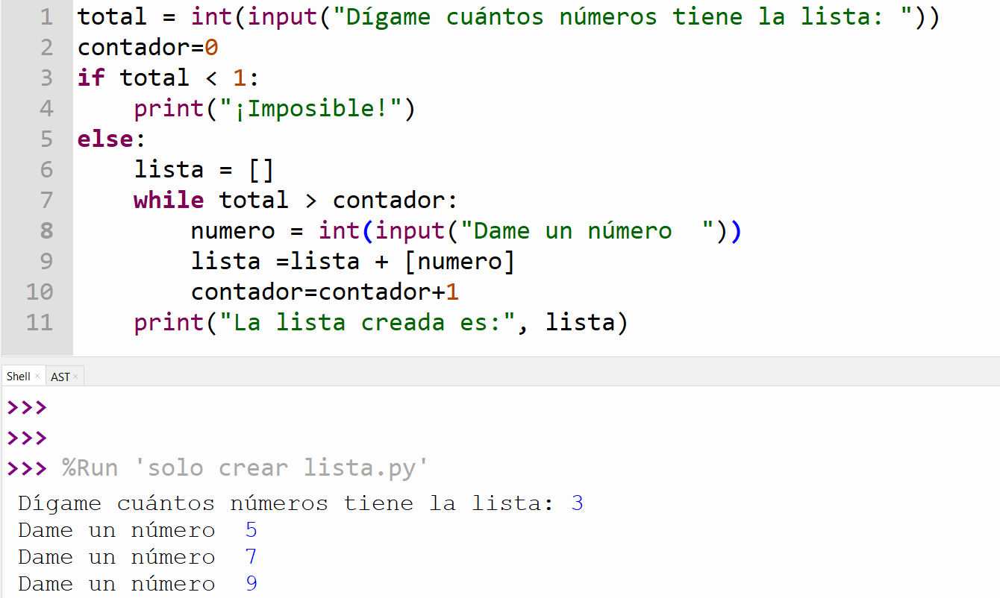 1 total = int(input("Dígame cuántos números tiene la lista: "))
2 contador=0
3 if total < 1:
4     print("¡Imposible!")
5 else:
6     lista = []
7     while total > contador:
8         numero = int(input("Dame un número  "))
9         lista =lista + [numero]
10         contador=contador+1
11     print("La lista creada es:", lista)
Shell × AST ×
>>>
>>>
>>> %Run 'solo crear lista.py'
Dígame cuántos números tiene la lista: 3
Dame un número  5
Dame un número  7
Dame un número  9